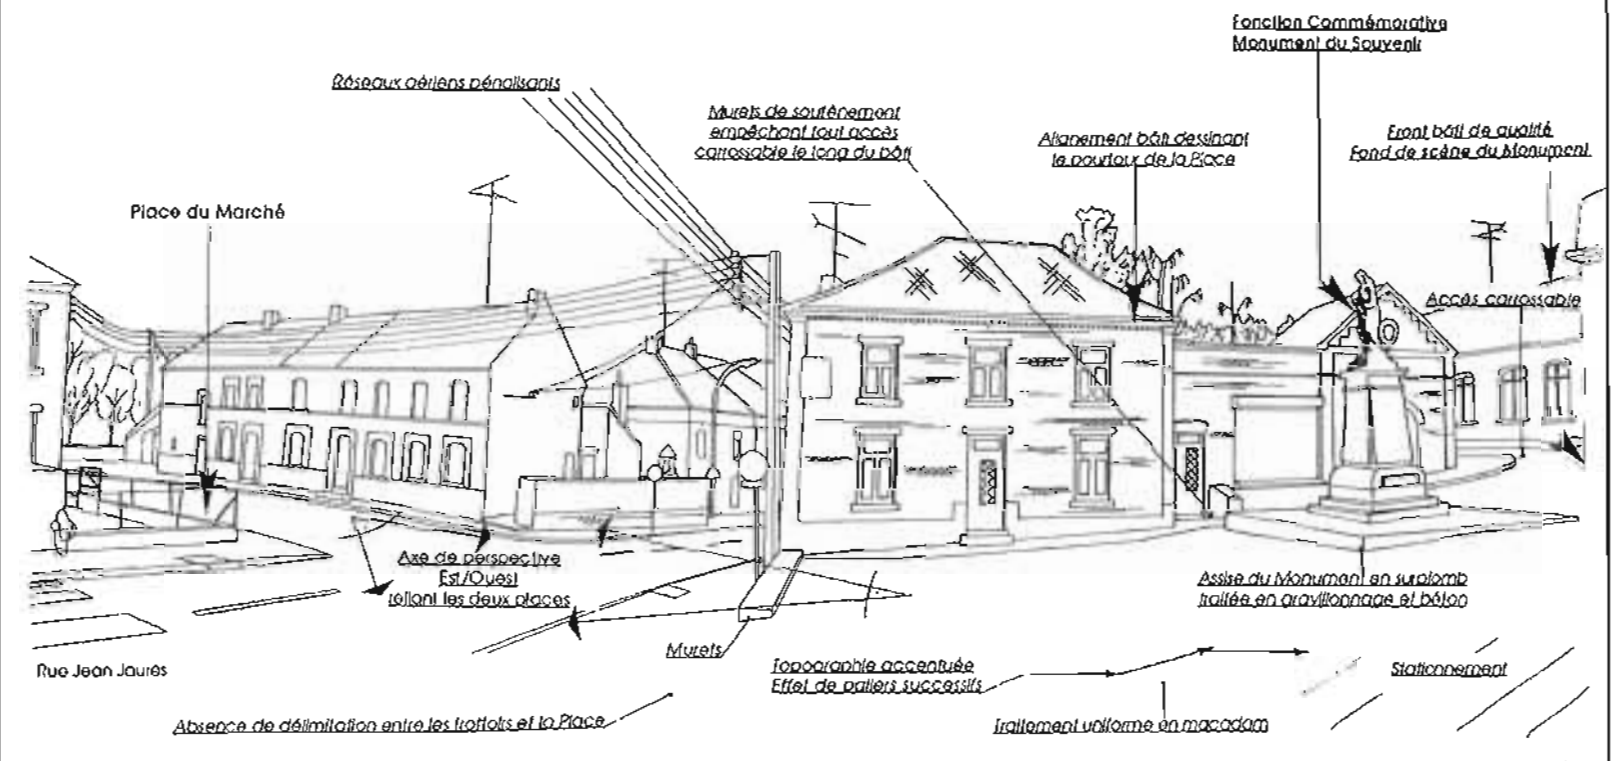 Fonction Commémorative
Monument du Souvenir
Réseaux aériens pénalisants
Murets de soutènement
empêchant tout accès
carrossable le long du bâti
Alignement bâti dessinant
le pourtour de la Place
Front bâti de qualité
Fond de scène du Monument
Place du Marché
Accès carrossable
Axe de perspective
Est/Ouest
reliant les deux places
Assise du Monument en surplomb
traitée en gravillonnage et béton
Murets
Rue Jean Jaurés
Topographie accentuée
Effet de paliers successifs
Stationnement
Absence de délimitation entre les trottoirs et la Place
Traitement uniforme en macadam